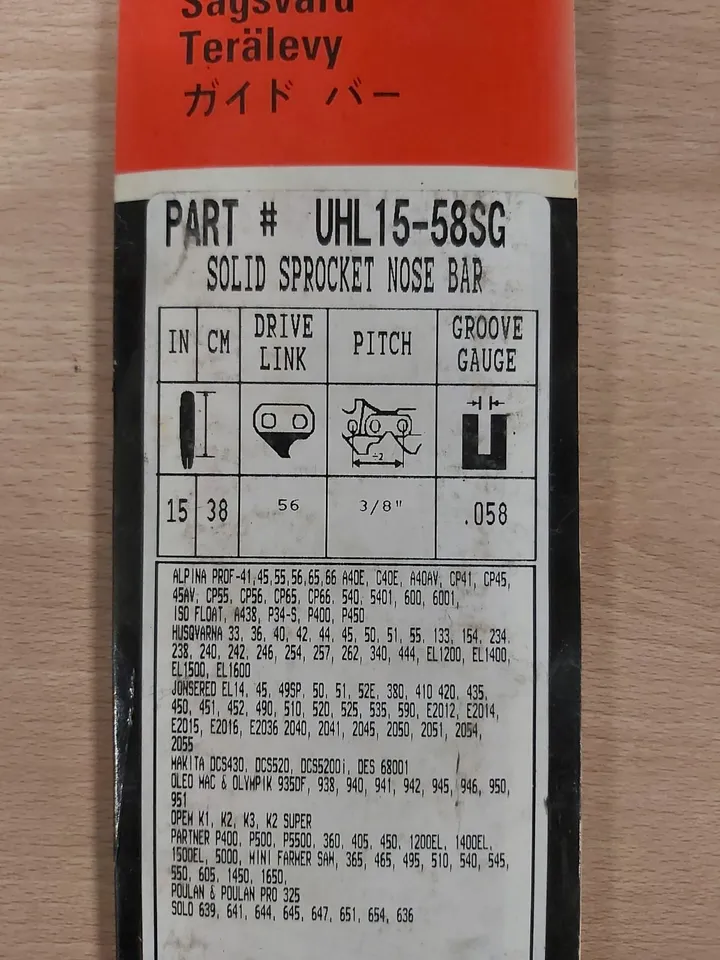 Sågsvärd
Terälevy
ガイド バー
PART # UHL15-58SG
SOLID SPROCKET NOSE BAR
IN CM DRIVE LINK PITCH GROOVE GAUGE
÷2
15 38 56 3/8" .058
ALPINA PROF-41,45,55,56,65,66 A40E, C40E, A40AV, CP41, CP45,
45AV, CP55, CP56, CP65, CP66, 540, 5401, 600, 6001,
ISO FLOAT, A438, P34-S, P400, P450
HUSQVARNA 33, 36, 40, 42, 44, 45, 50, 51, 55, 133, 154, 234,
238, 240, 242, 246, 254, 257, 262, 340, 444, EL1200, EL1400,
EL1500, EL1600
JONSERED EL14, 45, 49SP, 50, 51, 52E, 380, 410 420, 435,
450, 451, 452, 490, 510, 520, 525, 535, 590, E2012, E2014,
E2015, E2016, E2036 2040, 2041, 2045, 2050, 2051, 2054,
2055
MAKITA DCS430, DCS520, DCS5200i, DES 68001
OLEO MAC & OLYMPIK 935DF, 938, 940, 941, 942, 945, 946, 950,
951
OPEM K1, K2, K3, K2 SUPER
PARTNER P400, P500, P5500, 360, 405, 450, 1200EL, 1400EL,
1500EL, 5000, MINI FARMER SAW, 365, 465, 495, 510, 540, 545,
550, 605, 1450, 1650,
POULAN & POULAN PRO 325
SOLO 639, 641, 644, 645, 647, 651, 654, 636